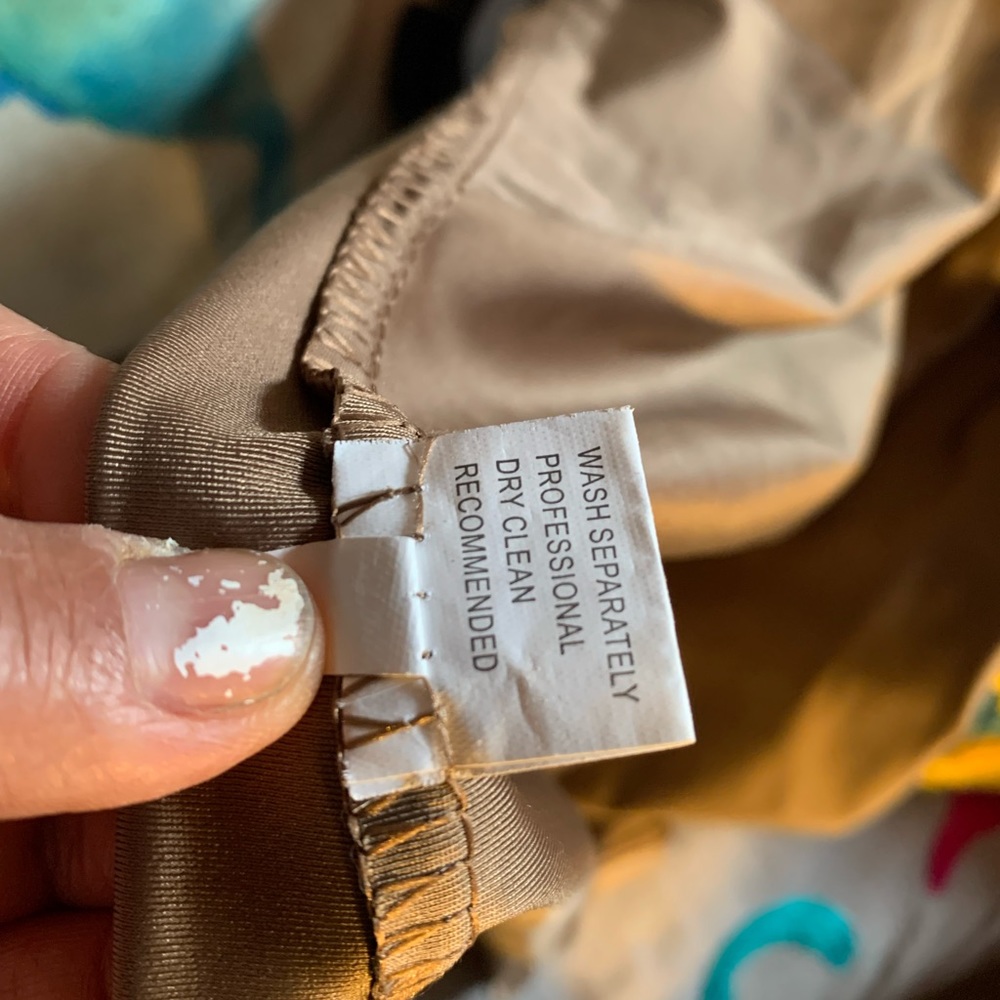 WASH SEPARATELY
PROFESSIONAL
DRY CLEAN
RECOMMENDED